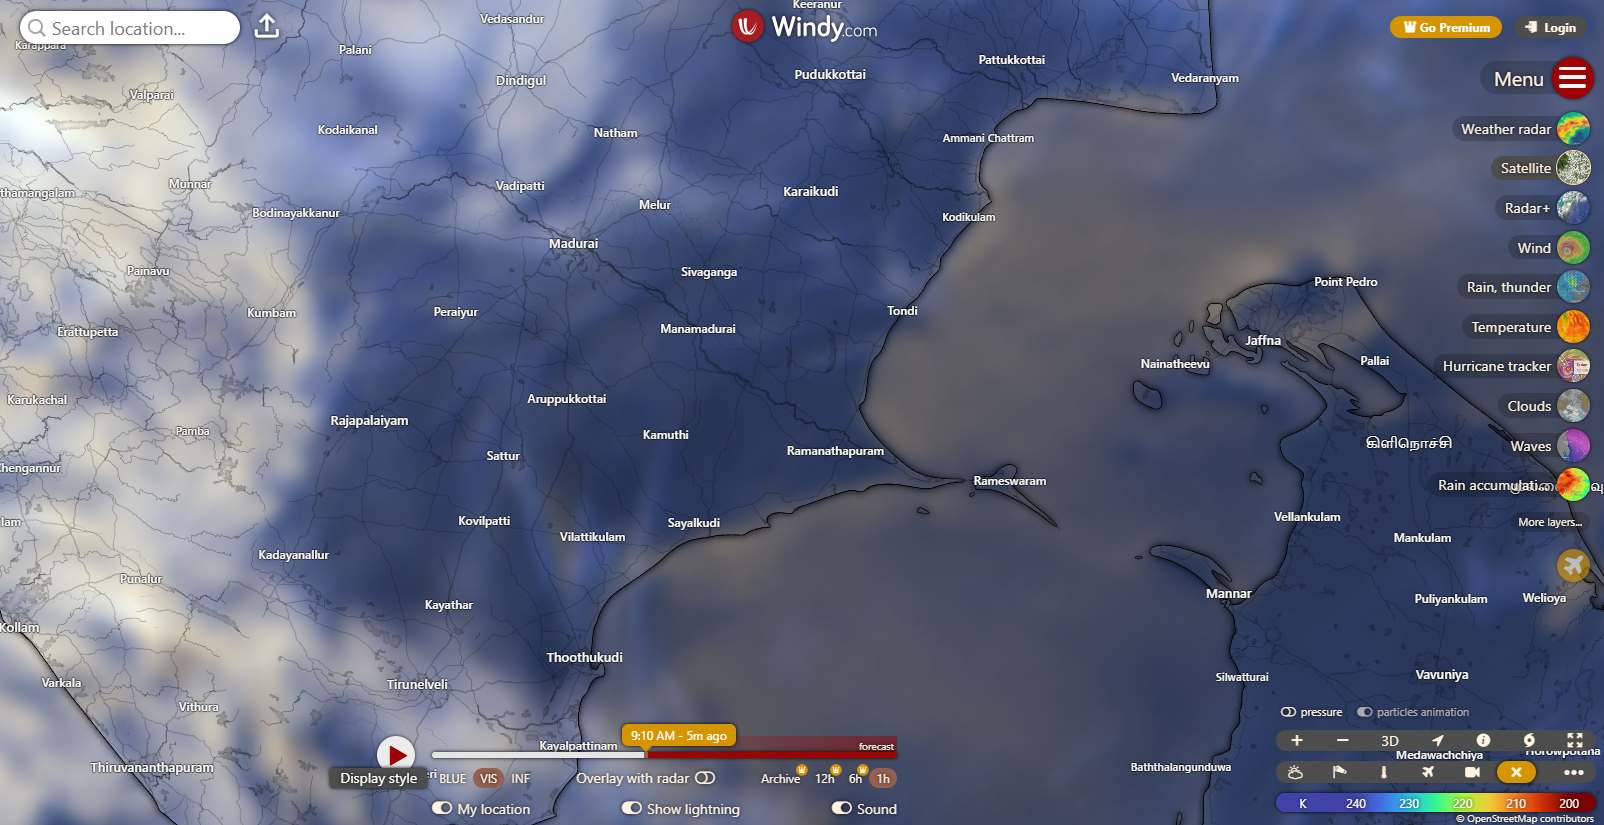 Search location...
Windy.com
Go Premium
Login
Menu
Weather radar
Satellite
Radar+
Wind
Rain, thunder
Temperature
Hurricane tracker
Clouds
Waves
Rain accumulati...
More layers...
Keeranur
Vedasandur
Karappara
Palani
Pattukkottai
Pudukkottai
Vedaranyam
Dindigul
Valparai
Kodaikanal
Natham
Ammani Chattram
Munnar
Vadipatti
Karaikudi
thamangalam
Melur
Bodinayakkanur
Kodikulam
Madurai
Painavu
Sivaganga
Point Pedro
Kumbam
Peraiyur
Tondi
Erattupetta
Manamadurai
Jaffna
Nainatheevu
Pallai
Karukachal
Aruppukkottai
Rajapalaiyam
Pamba
Kamuthi
கிளிநொச்சி
Ramanathapuram
Sattur
Chengannur
Rameswaram
lam
Kovilpatti
Sayalkudi
Vellankulam
Vilattikulam
Mankulam
Kadayanallur
Punalur
Mannar
Kayathar
Puliyankulam
Welioya
Kollam
Thoothukudi
Silwatturai
Vavuniya
Varkala
Tirunelveli
Vithura
Kayalpattinam
Thiruvananthapuram
Baththalangunduwa
Medawachchiya
Horowpotana
9:10 AM - 5m ago
forecast
Display style
eri
BLUE
VIS
INF
Overlay with radar
Archive
12h
6h
1h
My location
Show lightning
Sound
pressure
particles animation
+
−
3D
K 240 230 220 210 200
© OpenStreetMap contributors